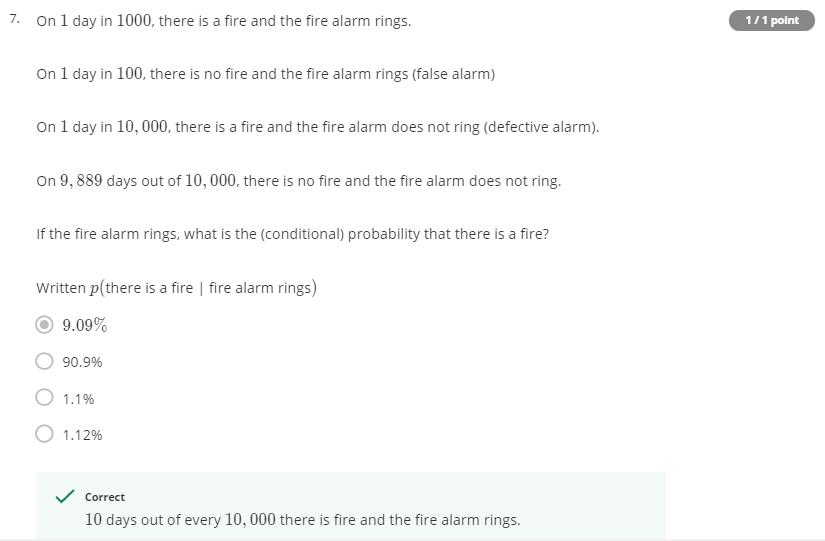 7. On 1 day in 1000, there is a fire and the fire alarm rings.
1 / 1 point
On 1 day in 100, there is no fire and the fire alarm rings (false alarm)
On 1 day in 10, 000, there is a fire and the fire alarm does not ring (defective alarm).
On 9, 889 days out of 10, 000, there is no fire and the fire alarm does not ring.
If the fire alarm rings, what is the (conditional) probability that there is a fire?
Written p(there is a fire | fire alarm rings)
9.09%
90.9%
1.1%
1.12%
Correct
10 days out of every 10, 000 there is fire and the fire alarm rings.